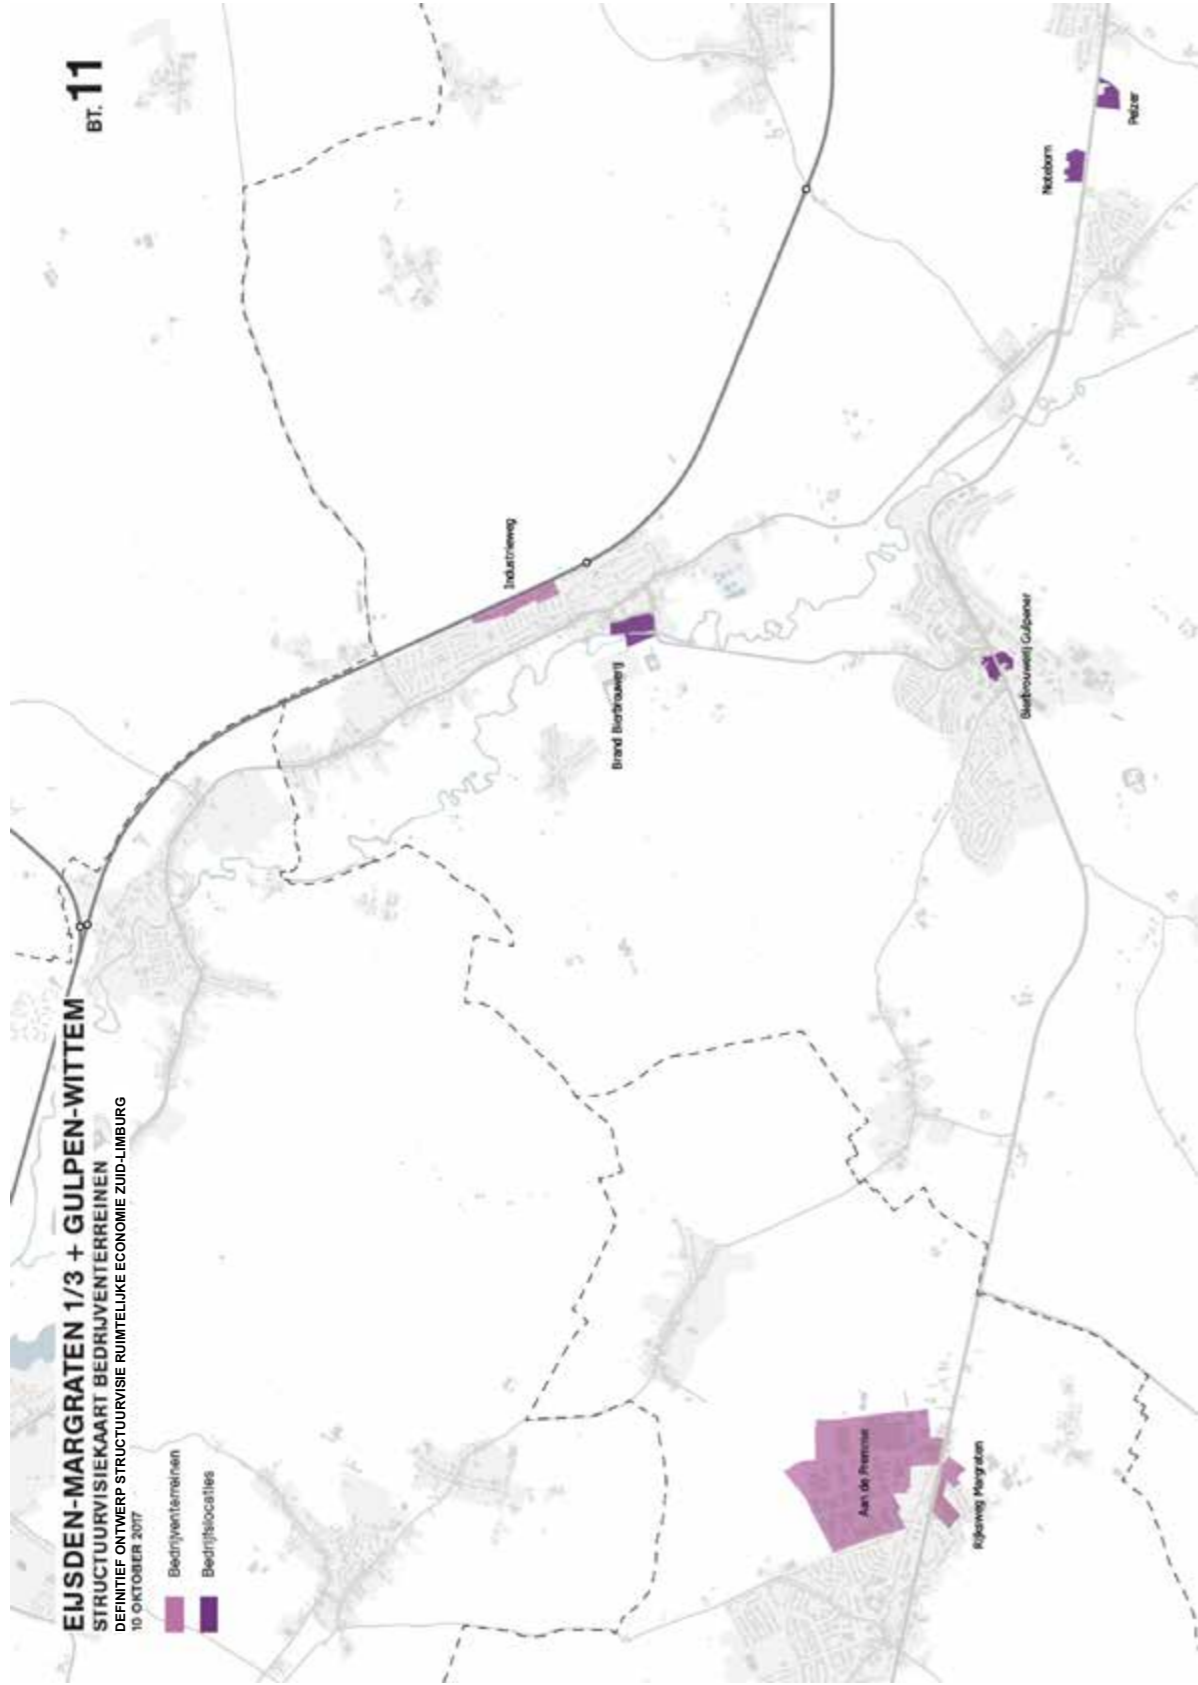 EIJSDEN-MARGRATEN 1/3 + GULPEN-WITTEM
STRUCTUURVISIEKAART BEDRIJVENTERREINEN
DEFINITIEF ONTWERP STRUCTUURVISIE RUIMTELIJKE ECONOMIE ZUID-LIMBURG
10 OKTOBER 2017
BT. 11
Bedrijventerreinen
Bedrijfslocaties
Industrieweg
Brand Bierbrouwerij
Bierbrouwerij Gulpener
Noteborn
Pelzer
Aan de Fremme
Rijksweg Margraten